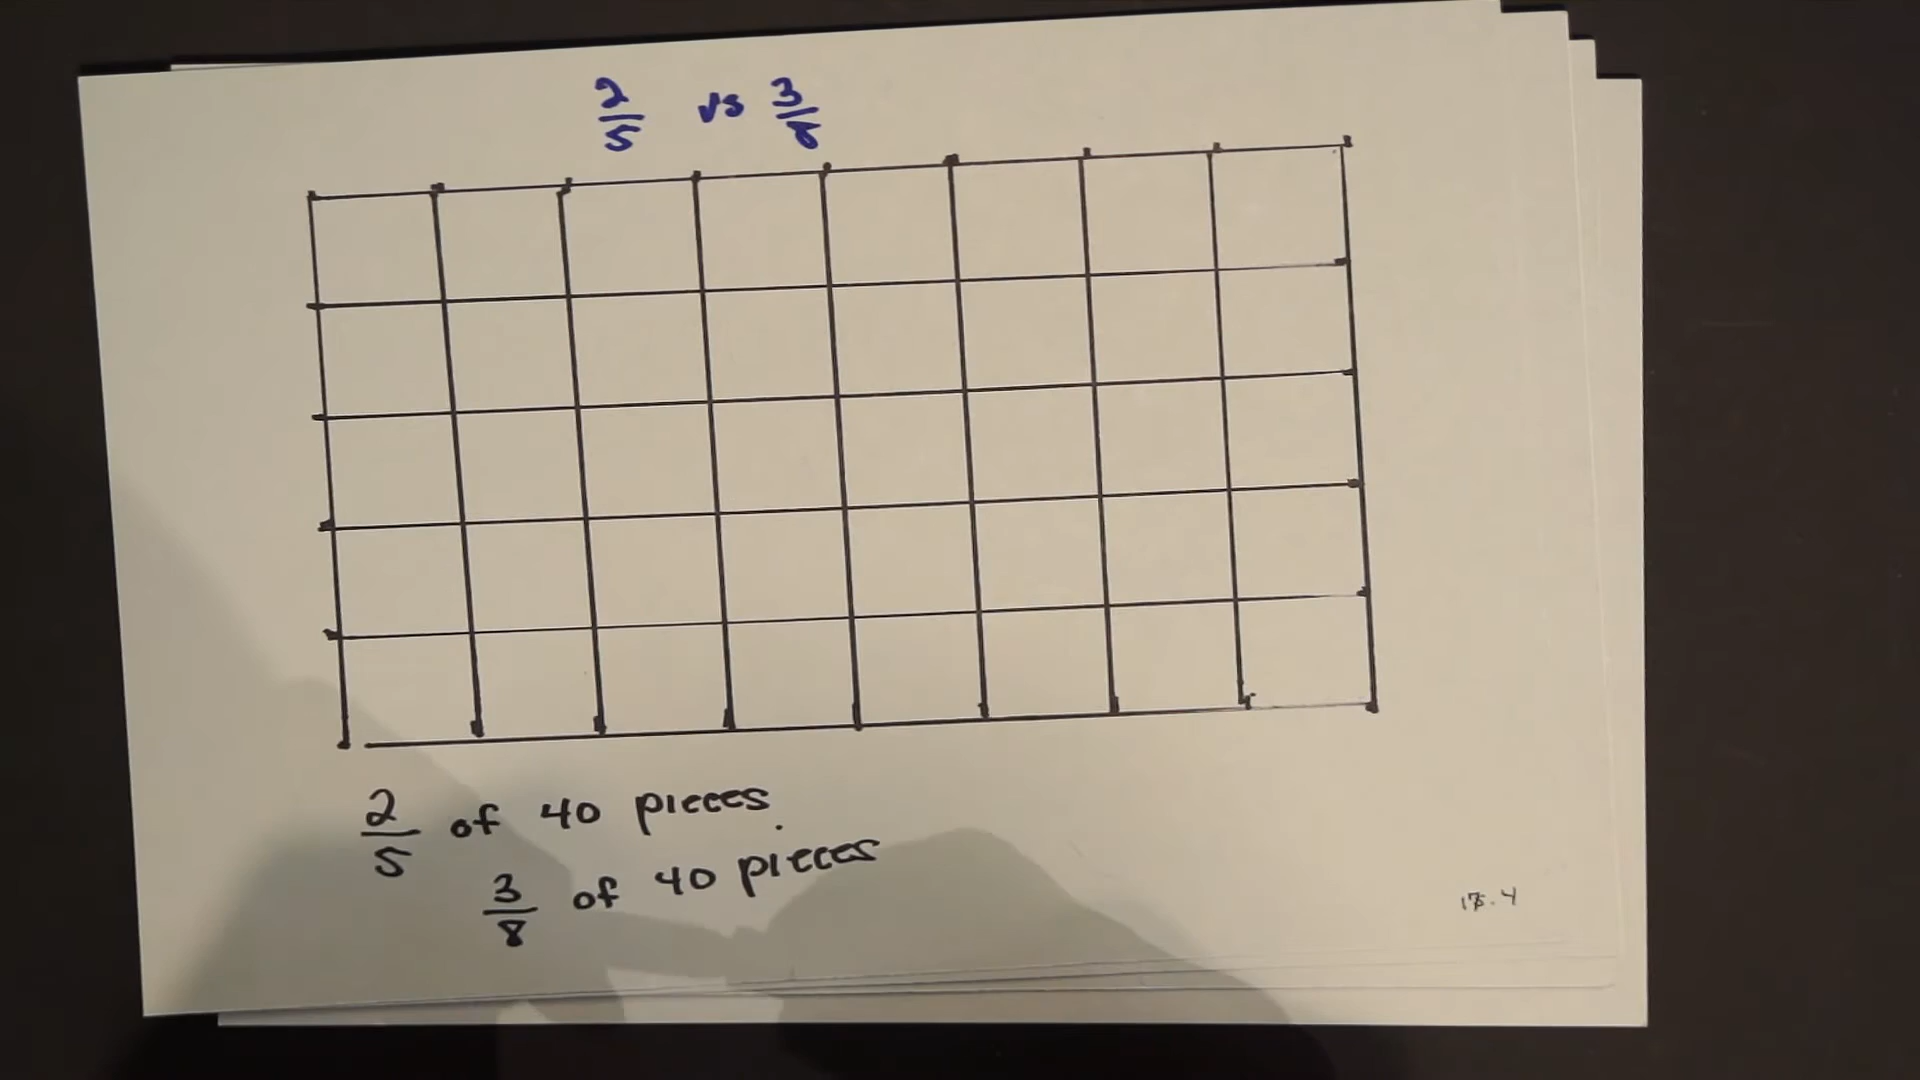 2/5 vs 3/8
2/5 of 40 pieces.
3/8 of 40 pieces